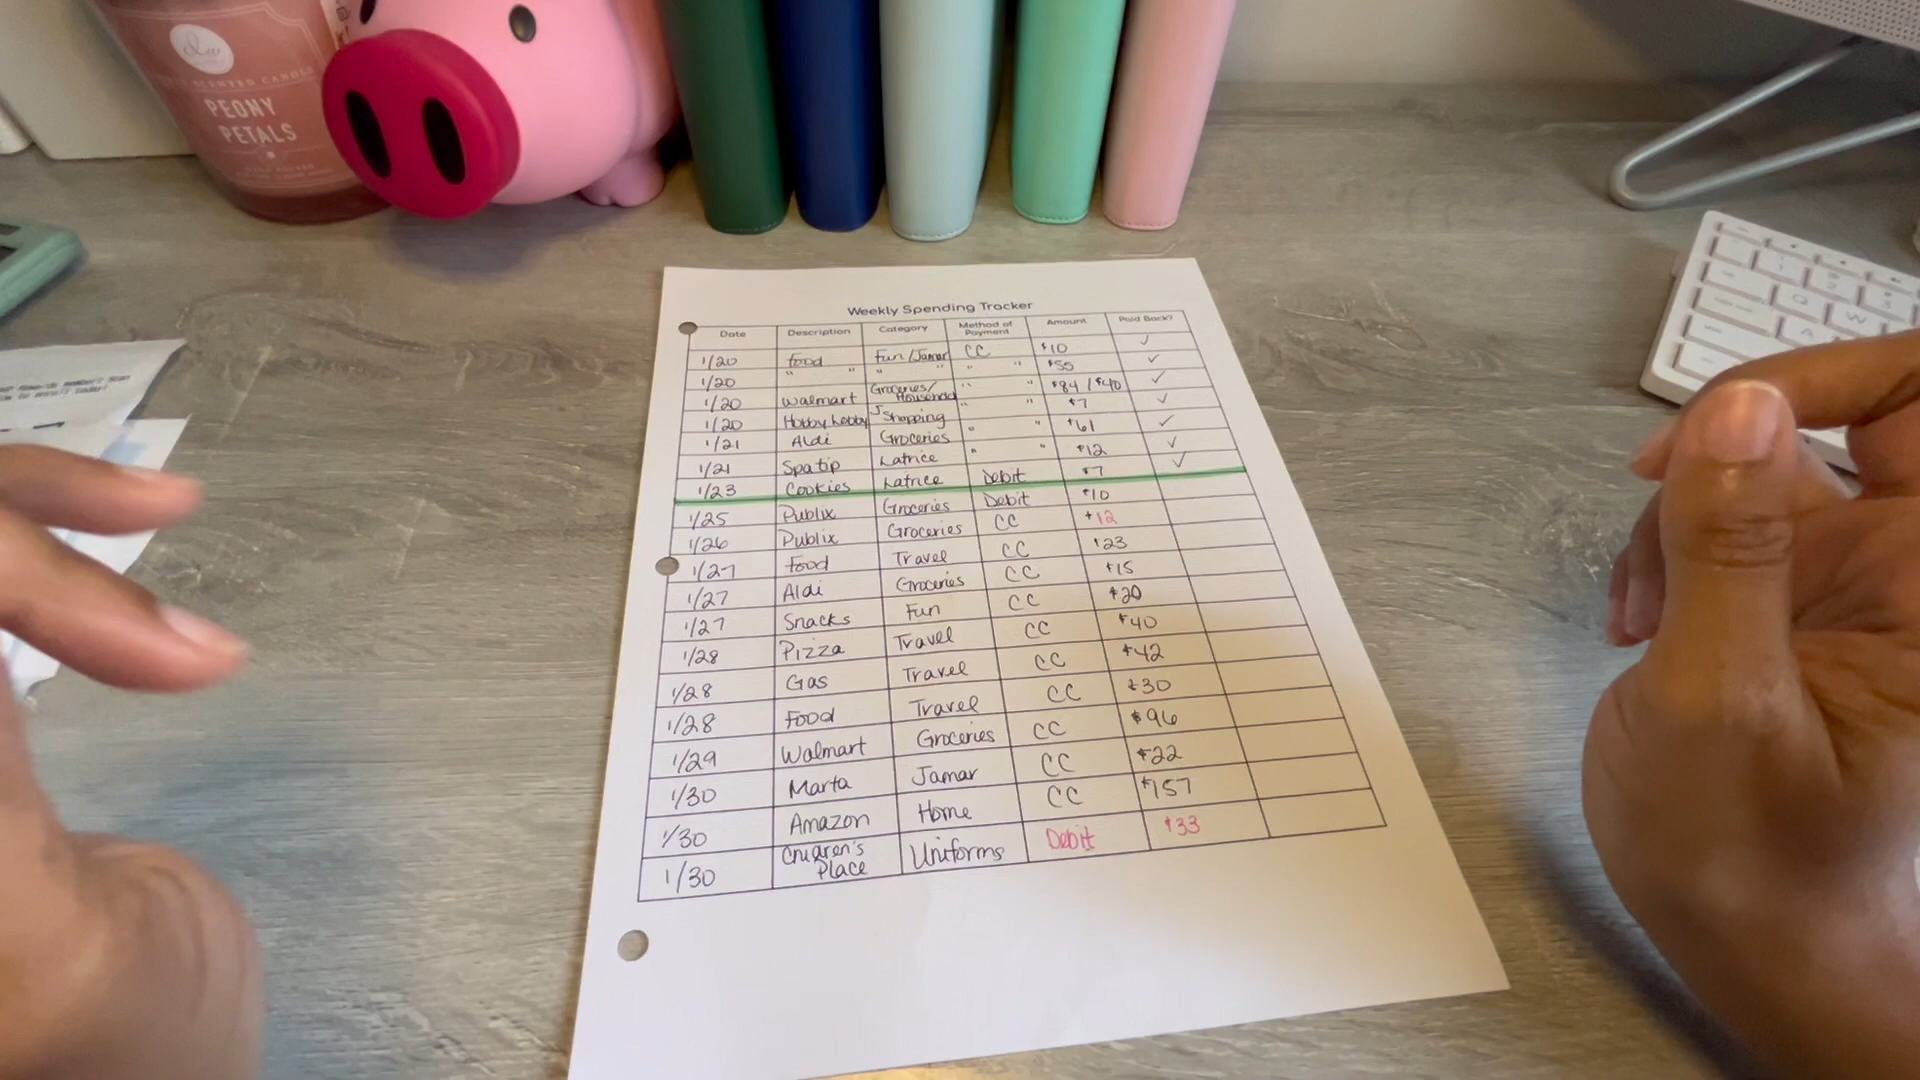 PEONY
PETALS
Weekly Spending Tracker
Date Description Category Method of Payment Amount Paid Back?
1/20 food Fun/Jamar CC $10 ✓
1/20 " " " " " " $55 ✓
1/20 Walmart Groceries/Household " " $84/$40 ✓
1/20 Hobby Lobby Shopping " " $7 ✓
1/21 Aldi Groceries " " $61 ✓
1/21 Spa tip Latrice " " $12 ✓
1/23 Cookies Latrice Debit $7 ✓
1/25 Publix Groceries Debit $10
1/26 Publix Groceries CC $12
1/27 Food Travel CC $23
1/27 Aldi Groceries CC $15
1/27 Snacks Fun CC $20
1/28 Pizza Travel CC $40
1/28 Gas Travel CC $42
1/28 Food Travel CC $30
1/29 Walmart Groceries CC $96
1/30 Marta Jamar CC $22
1/30 Amazon Home CC $157
1/30 Children's Place Uniforms Debit $33
Q
W
A